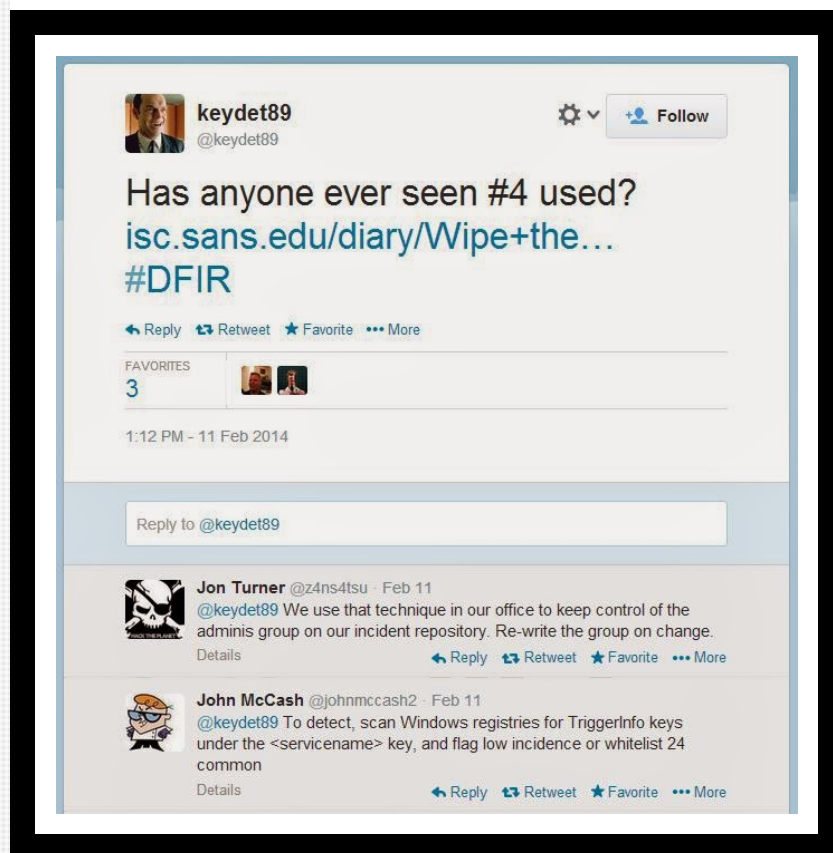 keydet89
@keydet89
Follow
Has anyone ever seen #4 used?
isc.sans.edu/diary/Wipe+the…
#DFIR
Reply Retweet Favorite More
FAVORITES
3
1:12 PM - 11 Feb 2014
Reply to @keydet89
Jon Turner @z4ns4tsu · Feb 11
@keydet89 We use that technique in our office to keep control of the
adminis group on our incident repository. Re-write the group on change.
Details Reply Retweet Favorite More
HACK THE PLANET
John McCash @johnmccash2 · Feb 11
@keydet89 To detect, scan Windows registries for TriggerInfo keys
under the <servicename> key, and flag low incidence or whitelist 24
common
Details Reply Retweet Favorite More